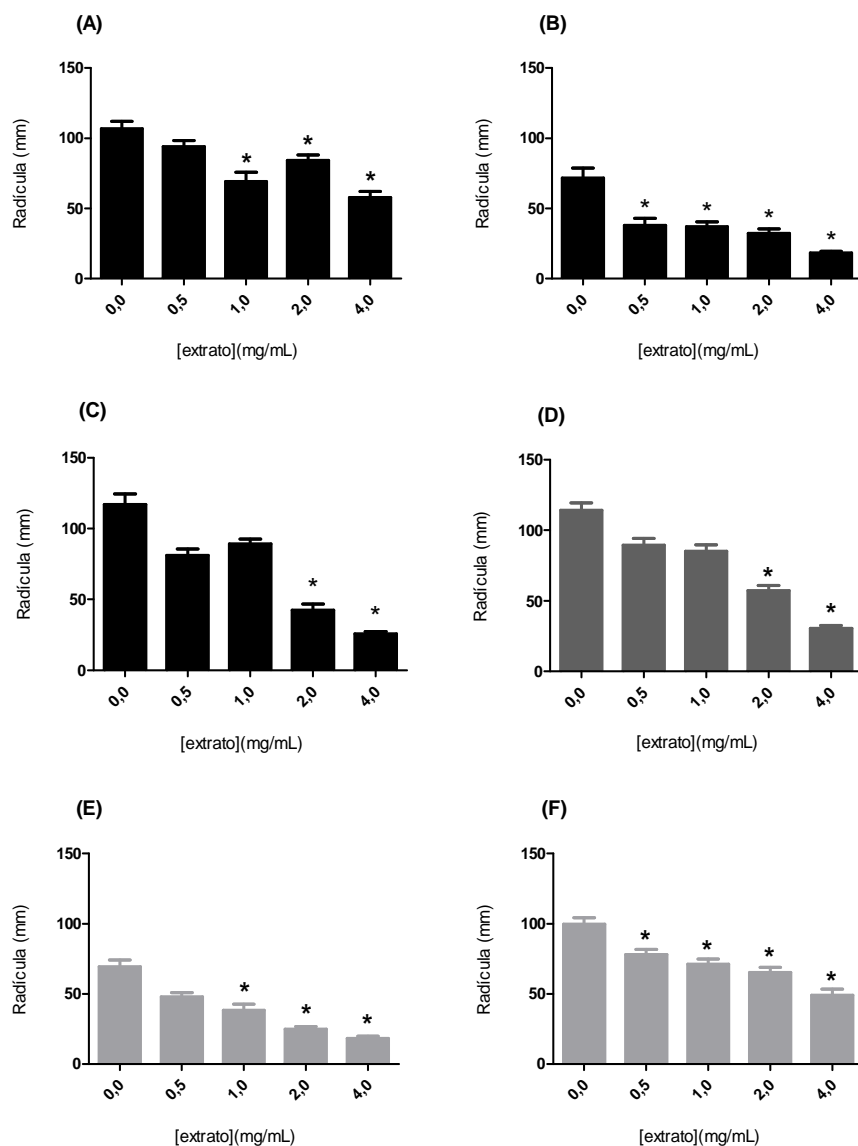 (A)
150
100
50
0
Radícula (mm)
* * *
0,0 0,5 1,0 2,0 4,0
[extrato](mg/mL)
(B)
150
100
50
0
Radícula (mm)
* * * *
0,0 0,5 1,0 2,0 4,0
[extrato](mg/mL)
(C)
150
100
50
0
Radícula (mm)
* *
0,0 0,5 1,0 2,0 4,0
[extrato](mg/mL)
(D)
150
100
50
0
Radícula (mm)
* *
0,0 0,5 1,0 2,0 4,0
[extrato](mg/mL)
(E)
150
100
50
0
Radícula (mm)
* * *
0,0 0,5 1,0 2,0 4,0
[extrato](mg/mL)
(F)
150
100
50
0
Radícula (mm)
* * * *
0,0 0,5 1,0 2,0 4,0
[extrato](mg/mL)